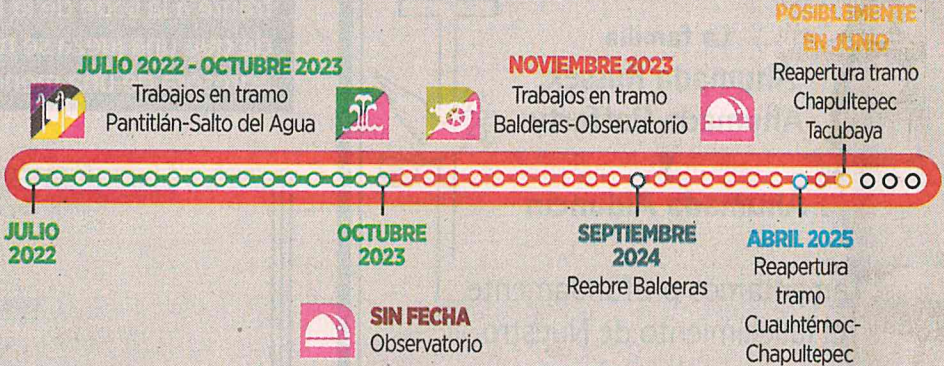 JULIO 2022 - OCTUBRE 2023
Trabajos en tramo
Pantitlán-Salto del Agua
NOVIEMBRE 2023
Trabajos en tramo
Balderas-Observatorio
POSIBLEMENTE
EN JUNIO
Reapertura tramo
Chapultepec
Tacubaya
JULIO
2022
OCTUBRE
2023
SEPTIEMBRE
2024
Reabre Balderas
ABRIL 2025
Reapertura
tramo
Cuauhtémoc-
Chapultepec
SIN FECHA
Observatorio